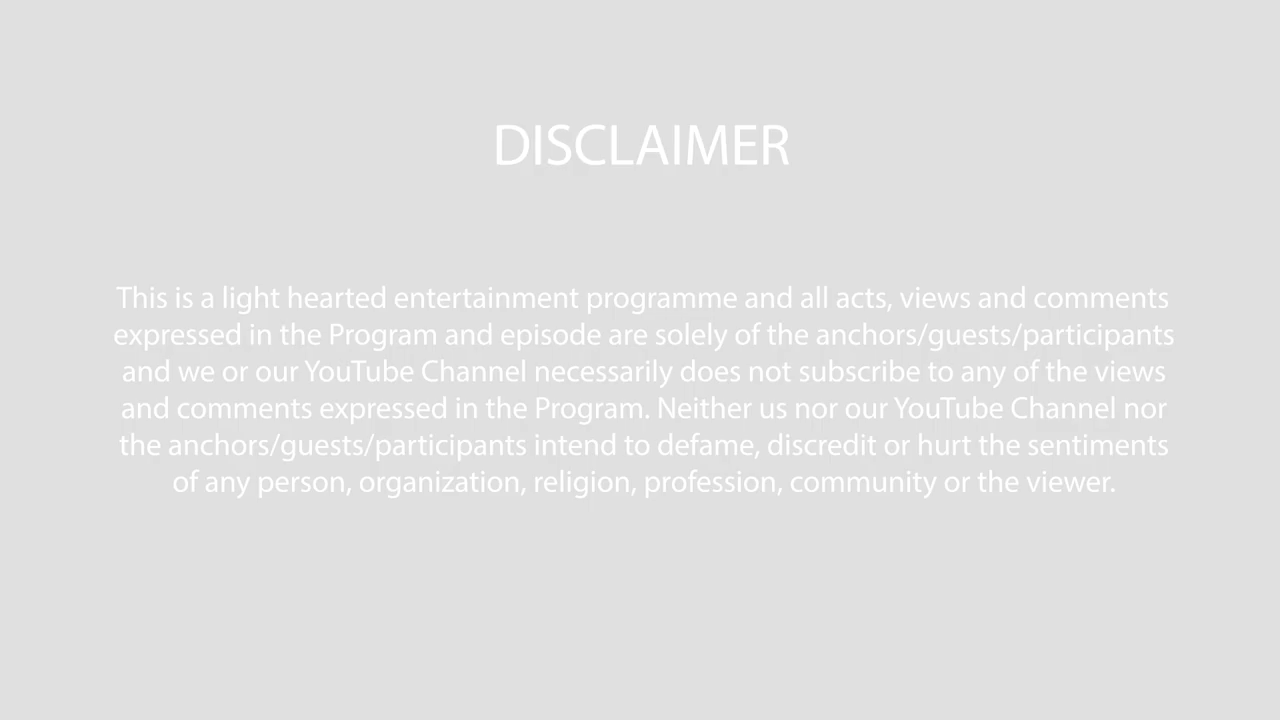 DISCLAIMER
This is a light hearted entertainment programme and all acts, views and comments
expressed in the Program and episode are solely of the anchors/guests/participants
and we or our YouTube Channel necessarily does not subscribe to any of the views
and comments expressed in the Program. Neither us nor our YouTube Channel nor
the anchors/guests/participants intend to defame, discredit or hurt the sentiments
of any person, organization, religion, profession, community or the viewer.